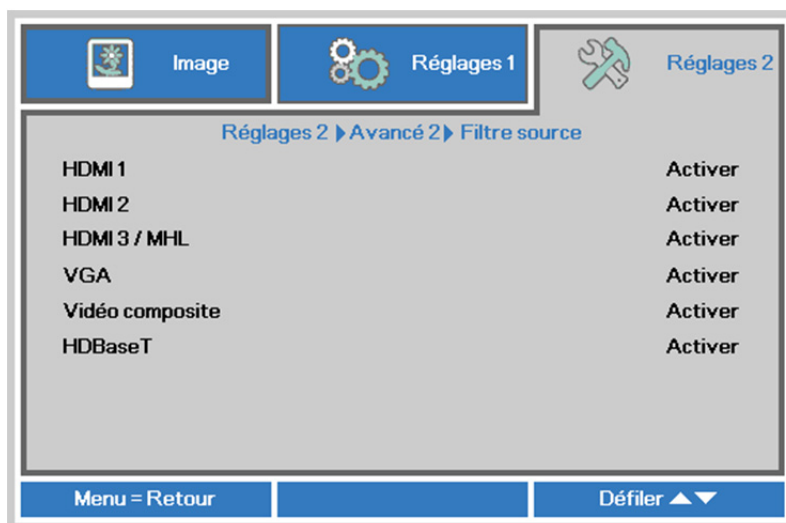 Image
Réglages 1
Réglages 2
Réglages 2 Avancé 2 Filtre source
HDMI 1 Activer
HDMI 2 Activer
HDMI 3 / MHL Activer
VGA Activer
Vidéo composite Activer
HDBaseT Activer
Menu = Retour
Défiler ▲▼